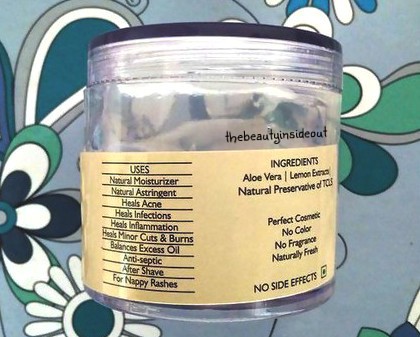 thebeautyinsideout
USES
Natural Moisturizer
Natural Astringent
Heals Acne
Heals Infections
Heals Inflammation
Heals Minor Cuts & Burns
Balances Excess Oil
Anti-septic
After Shave
For Nappy Rashes
INGREDIENTS
Aloe Vera | Lemon Extracts
Natural Preservative of TCLS
Perfect Cosmetic
No Color
No Fragrance
Naturally Fresh
NO SIDE EFFECTS